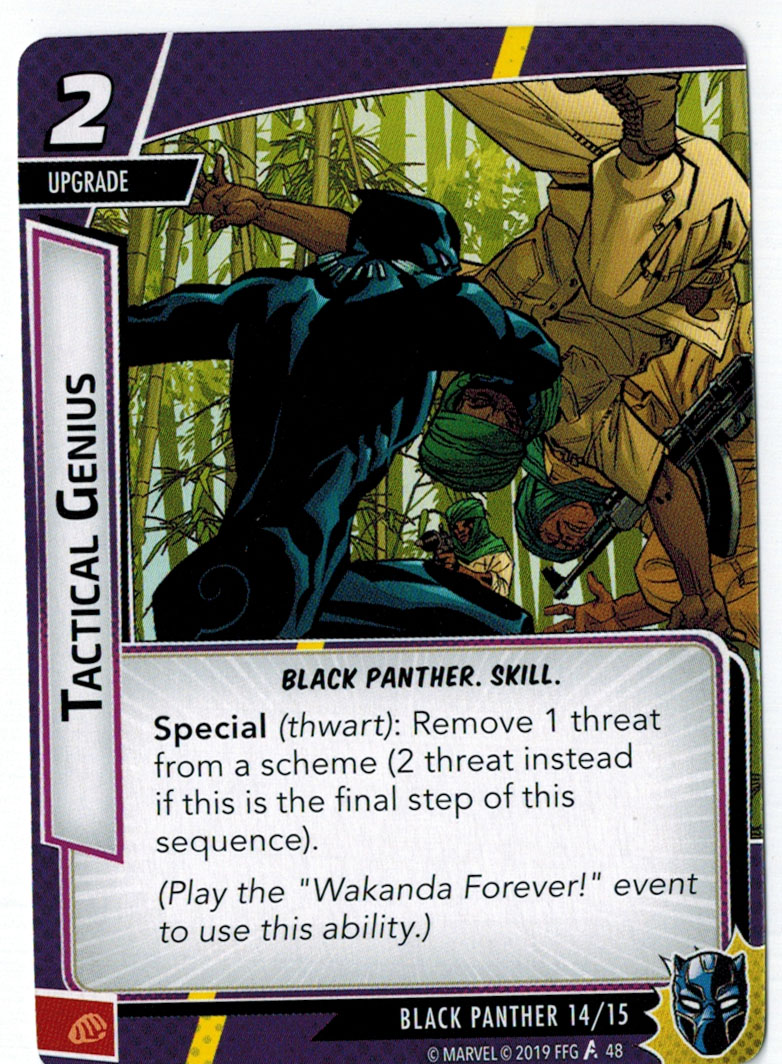 2
UPGRADE
TACTICAL GENIUS
BLACK PANTHER. SKILL.
Special (thwart): Remove 1 threat
from a scheme (2 threat instead
if this is the final step of this
sequence).
(Play the "Wakanda Forever!" event
to use this ability.)
BLACK PANTHER 14/15
© MARVEL © 2019 FFG 48